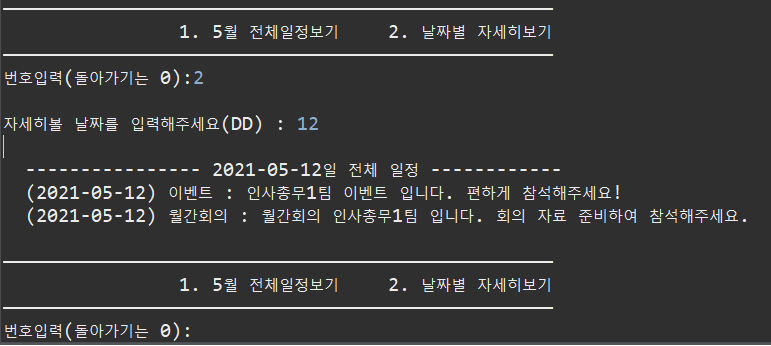 1. 5월 전체일정보기 2. 날짜별 자세히보기
번호입력(돌아가기는 0):2
자세히볼 날짜를 입력해주세요(DD) : 12
---------------- 2021-05-12일 전체 일정 ------------
(2021-05-12) 이벤트 : 인사총무1팀 이벤트 입니다. 편하게 참석해주세요!
(2021-05-12) 월간회의 : 월간회의 인사총무1팀 입니다. 회의 자료 준비하여 참석해주세요.
1. 5월 전체일정보기 2. 날짜별 자세히보기
번호입력(돌아가기는 0):